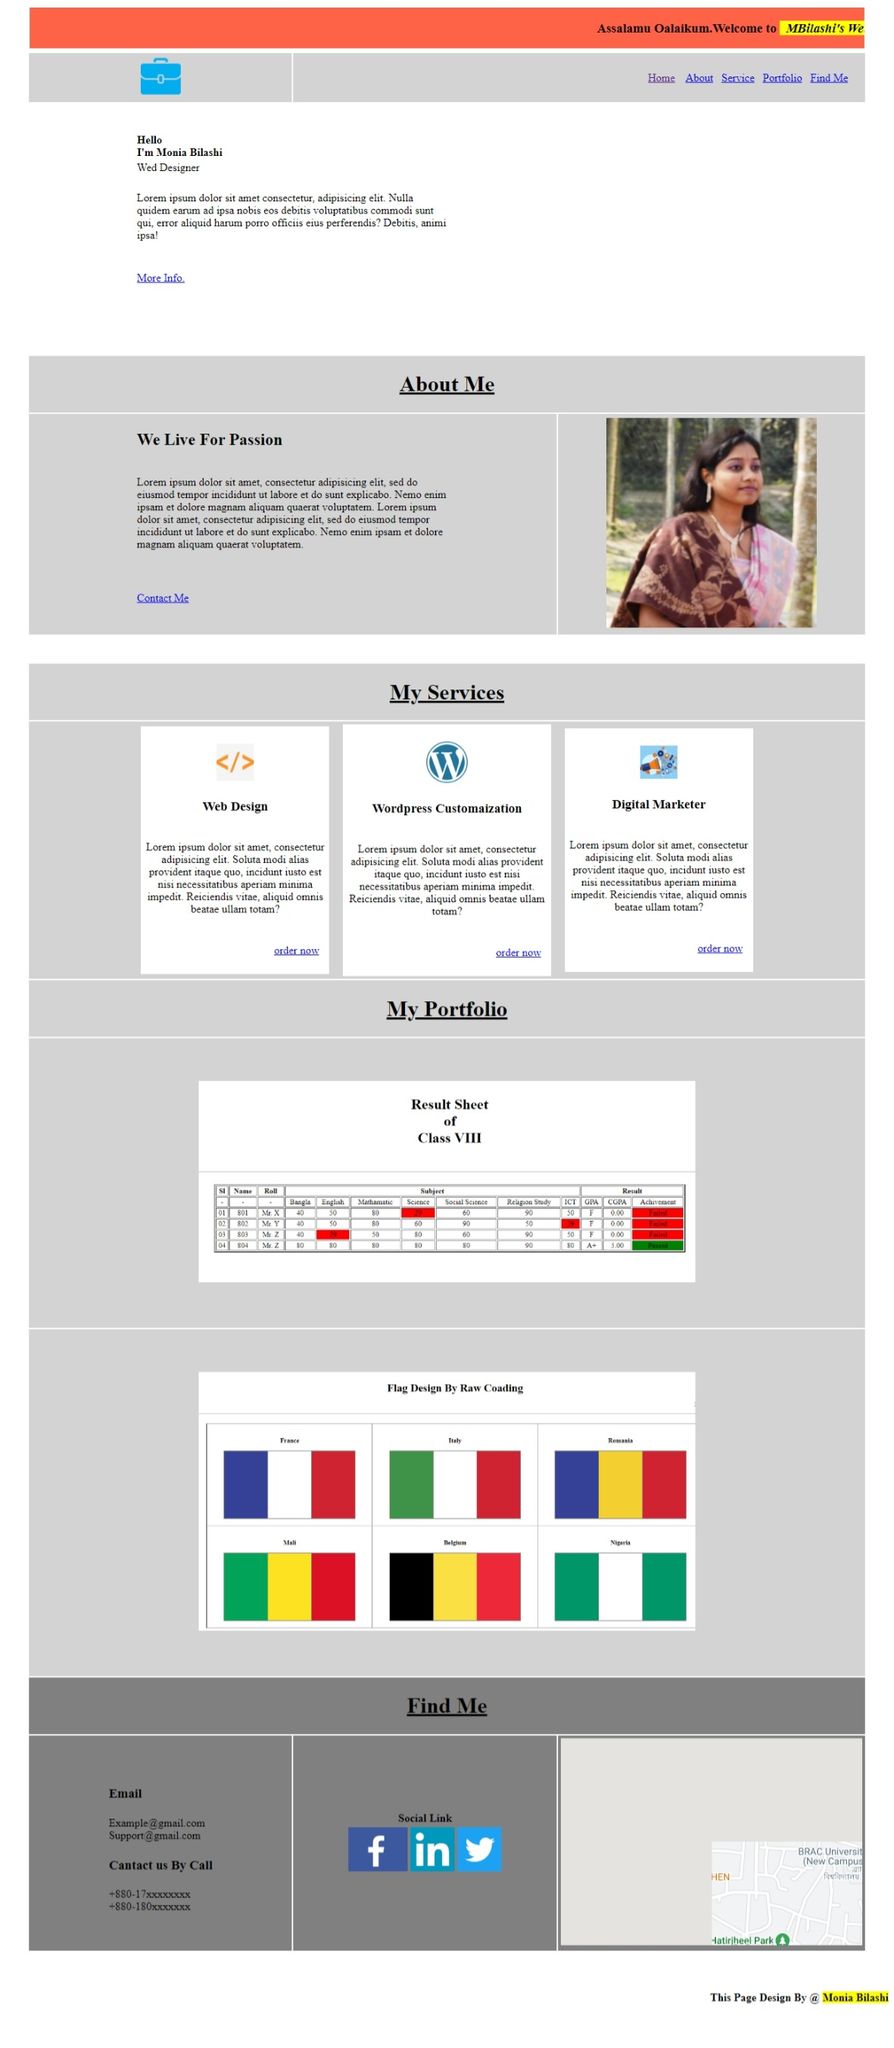 Assalamu Oalaikum.Welcome to MBilashi's We
Home About Service Portfolio Find Me
Hello
I'm Monia Bilashi
Wed Designer
Lorem ipsum dolor sit amet consectetur, adipisicing elit. Nulla
quidem earum ad ipsa nobis eos debitis voluptatibus commodi sunt
qui, error aliquid harum porro officiis eius perferendis? Debitis, animi
ipsa!
More Info.
About Me
We Live For Passion
Lorem ipsum dolor sit amet, consectetur adipisicing elit, sed do
eiusmod tempor incididunt ut labore et do sunt explicabo. Nemo enim
ipsam et dolore magnam aliquam quaerat voluptatem. Lorem ipsum
dolor sit amet, consectetur adipisicing elit, sed do eiusmod tempor
incididunt ut labore et do sunt explicabo. Nemo enim ipsam et dolore
magnam aliquam quaerat voluptatem.
Contact Me
My Services
Web Design
Lorem ipsum dolor sit amet, consectetur
adipisicing elit. Soluta modi alias
provident itaque quo, incidunt iusto est
nisi necessitatibus aperiam minima
impedit. Reiciendis vitae, aliquid omnis
beatae ullam totam?
order now
Wordpress Customaization
Lorem ipsum dolor sit amet, consectetur
adipisicing elit. Soluta modi alias provident
itaque quo, incidunt iusto est nisi
necessitatibus aperiam minima impedit.
Reiciendis vitae, aliquid omnis beatae ullam
totam?
order now
Digital Marketer
Lorem ipsum dolor sit amet, consectetur
adipisicing elit. Soluta modi alias
provident itaque quo, incidunt iusto est
nisi necessitatibus aperiam minima
impedit. Reiciendis vitae, aliquid omnis
beatae ullam totam?
order now
My Portfolio
Result Sheet
of
Class VIII
Sl Name Roll Subject Result
- - - Bangla English Mathamatic Science Social Science Relagion Study ICT GPA CGPA Achivement
01 801 Mr. X 40 50 80 60 90 50 F 0.00 Failed
02 802 Mr. Y 40 50 80 60 90 50 F 0.00 Failed
03 803 Mr. Z 40 50 80 60 90 50 F 0.00 Failed
04 804 Mr. Z 80 80 80 80 80 90 80 A+ 5.00 Passed
Flag Design By Raw Coading
France Italy Romania
Mali Belgium Nigeria
Find Me
Email
Example@gmail.com
Support@gmail.com
Cantact us By Call
+880-17xxxxxxxx
+880-180xxxxxxx
Social Link
BRAC Universit
(New Campus
HEN
Hatirjheel Park
This Page Design By @ Monia Bilashi